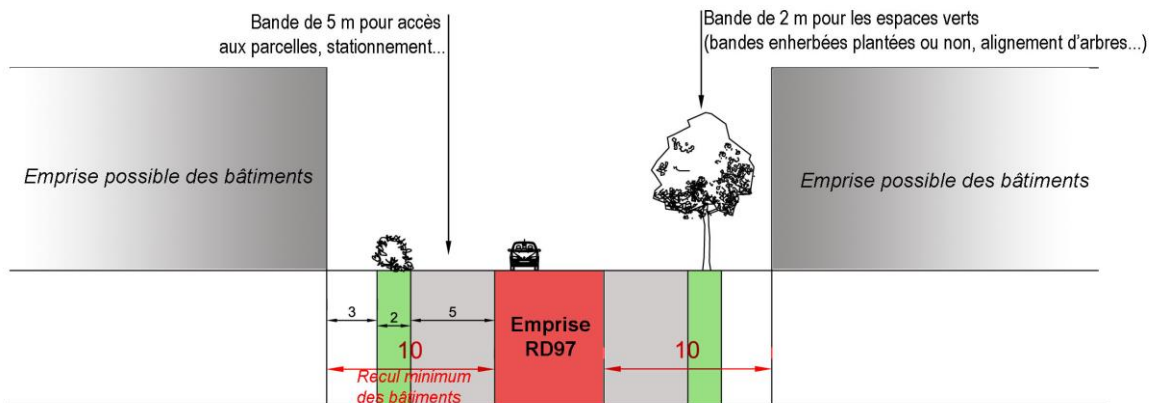 Bande de 5 m pour accès
aux parcelles, stationnement...
Bande de 2 m pour les espaces verts
(bandes enherbées plantées ou non, alignement d'arbres...)
Emprise possible des bâtiments
Emprise possible des bâtiments
3
2
5
Emprise
RD97
10
10
Recul minimum
des bâtiments